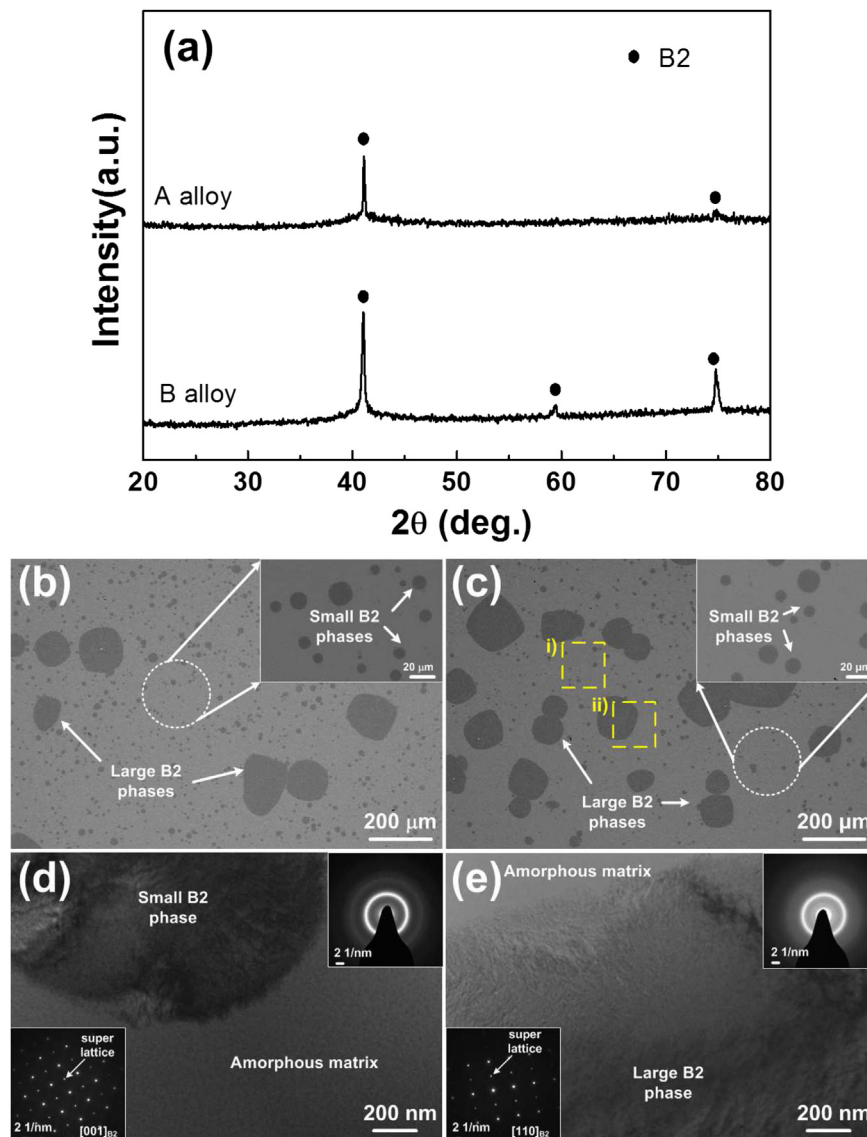 (a)
B2
A alloy
B alloy
Intensity(a.u.)
20 30 40 50 60 70 80
2θ (deg.)
(b)
Small B2
phases
20 μm
Large B2
phases
200 μm
(c)
Small B2
phases
20 μm
i)
ii)
Large B2
phases
200 μm
(d)
Small B2
phase
2 1/nm
super
lattice
Amorphous matrix
2 1/nm
[001]B2
200 nm
(e)
Amorphous matrix
2 1/nm
super
lattice
Large B2
phase
2 1/nm
[110]B2
200 nm